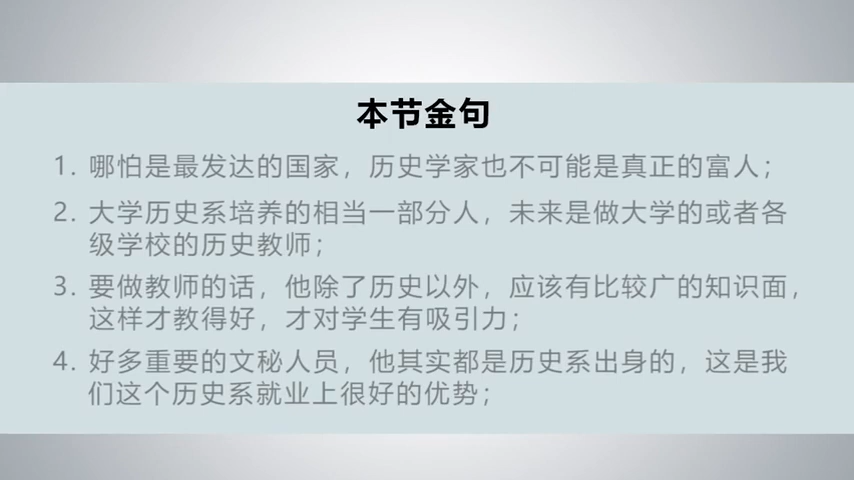 本节金句
1. 哪怕是最发达的国家，历史学家也不可能是真正的富人；
2. 大学历史系培养的相当一部分人，未来是做大学的或者各
级学校的历史教师；
3. 要做教师的话，他除了历史以外，应该有比较广的知识面，
这样才教得好，才对学生有吸引力；
4. 好多重要的文秘人员，他其实都是历史系出身的，这是我
们这个历史系就业上很好的优势；